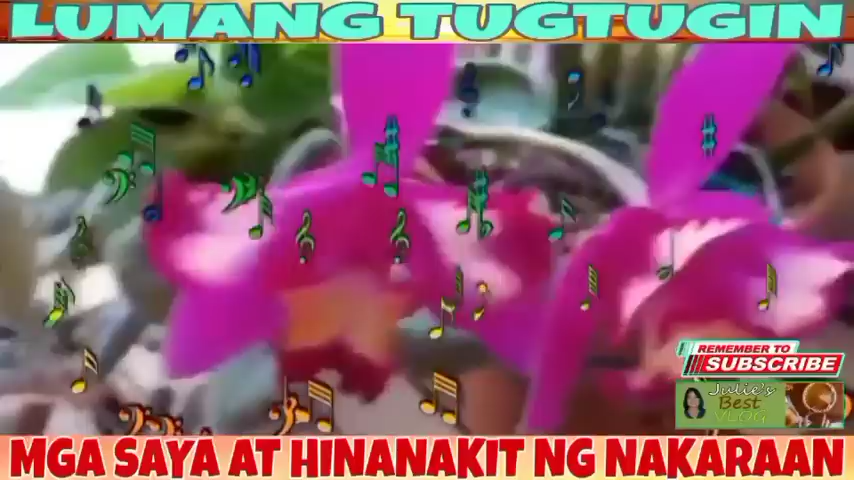 LUMANG TUGTUGIN
REMEMBER TO
SUBSCRIBE
Julie's
Best
VLOG
MGA SAYA AT HINANAKIT NG NAKARAAN